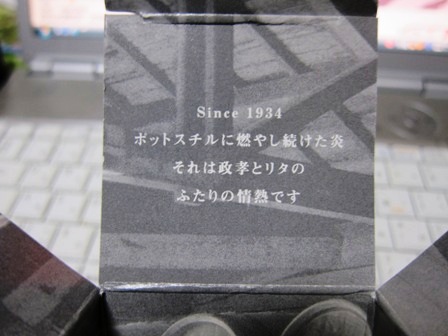 Since 1934
ポットスチルに燃やし続けた炎
それは政孝とリタの
ふたりの情熱です